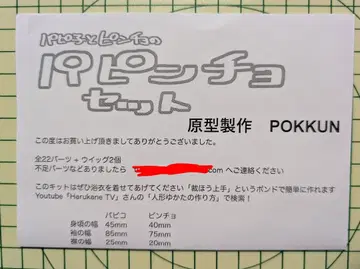 パピ子とピンチョの
パピンチョ
セット
原型製作 POKKUN
この度はお買い上げ頂きましてありがとうございました。
全22パーツ + ウイッグ2個
不足パーツなどありましたら .com へご連絡ください
このキットはぜひ浴衣を着せてあげてください「裁ほう上手」というボンドで簡単に作れます
Youtube「Harukane TV」さんの「人形ゆかたの作り方」で検索!
パピコ ピンチョ
身頃の幅 45mm 40mm
袖の幅 85mm 75mm
襟の幅 25mm 20mm